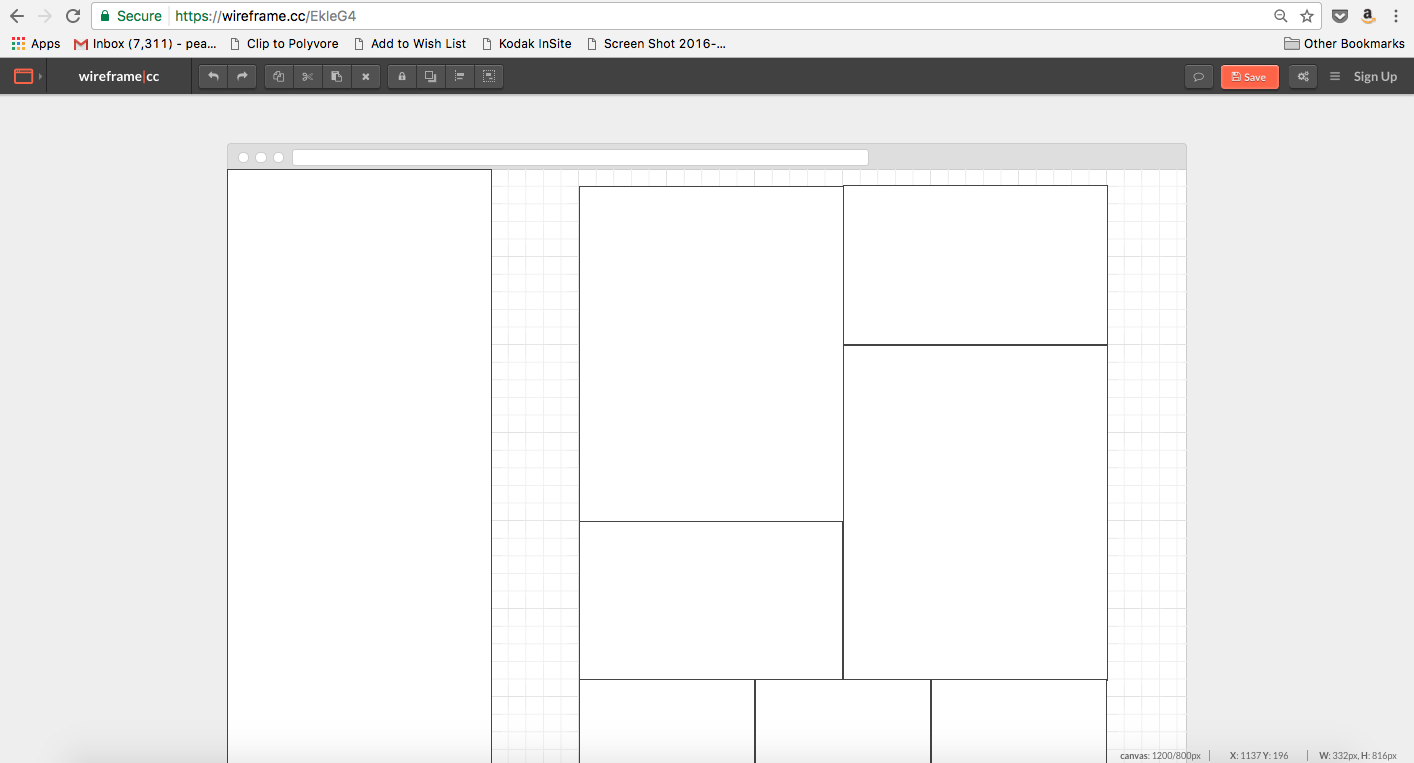 Secure https://wireframe.cc/EkleG4
Apps Inbox (7,311) - pea... Clip to Polyvore Add to Wish List Kodak InSite Screen Shot 2016-... Other Bookmarks
wireframe|cc Save Sign Up
canvas: 1200/800px X: 1137 Y: 196 W: 332px, H: 816px